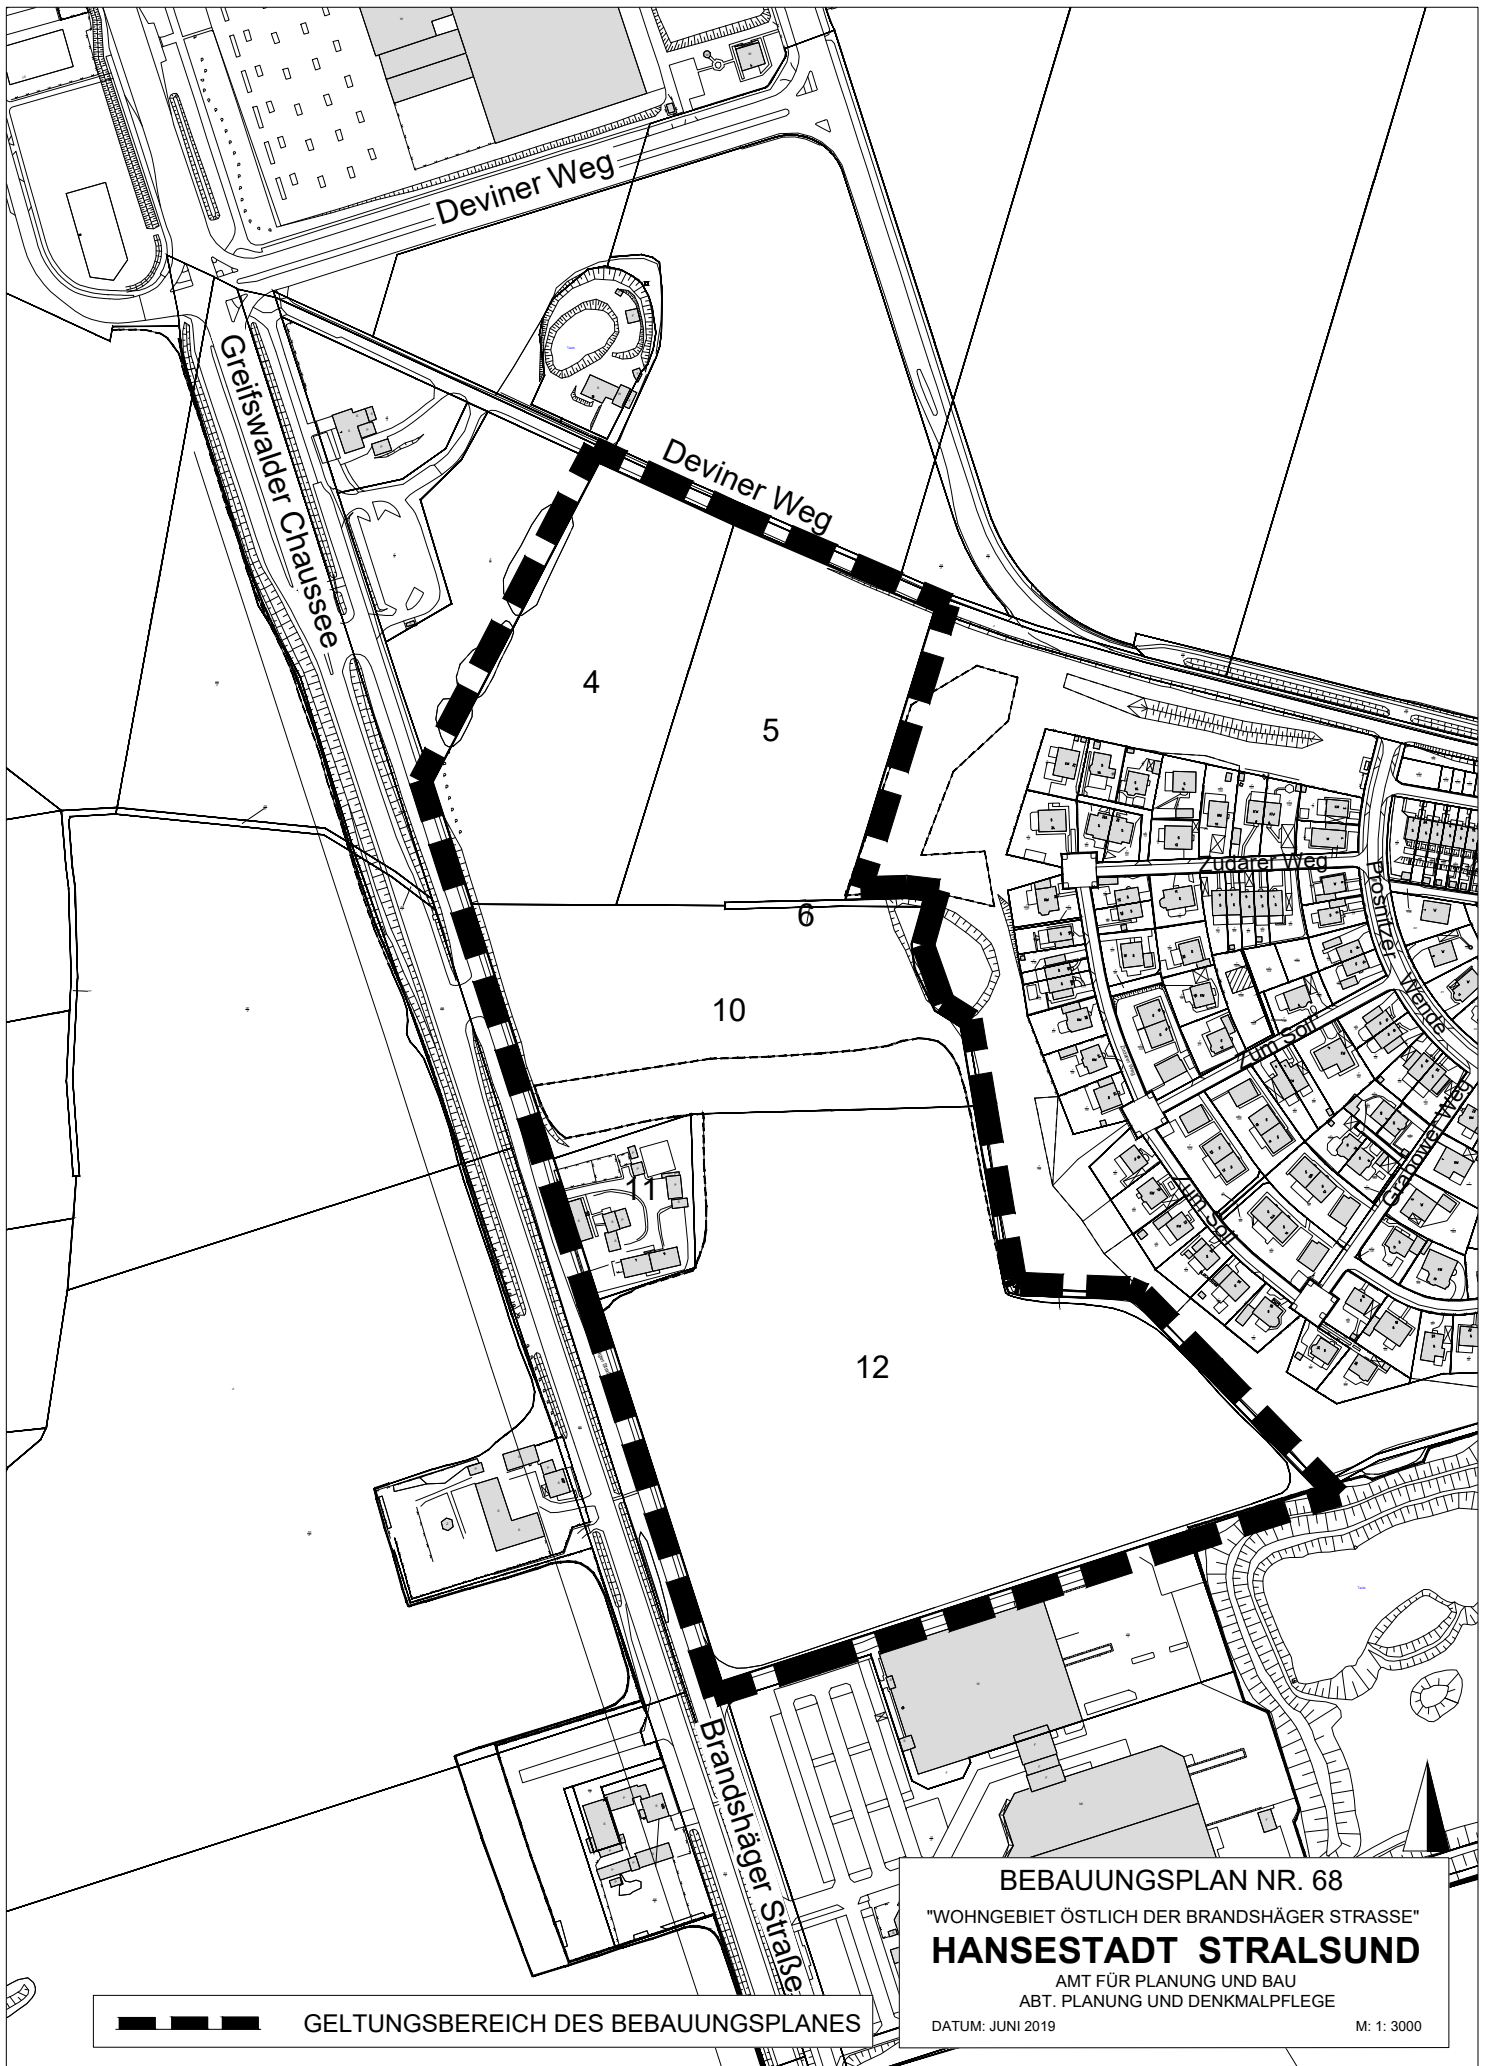 Deviner Weg
Greifswalder Chaussee
Deviner Weg
4
5
6
10
11
12
Zudarer Weg
Prosnitzer Wende
Zum Soll
Grabower Weg
Zum Soll
Brandshäger Straße
BEBAUUNGSPLAN NR. 68
"WOHNGEBIET ÖSTLICH DER BRANDSHÄGER STRASSE"
HANSESTADT STRALSUND
AMT FÜR PLANUNG UND BAU
ABT. PLANUNG UND DENKMALPFLEGE
DATUM: JUNI 2019 M: 1: 3000
GELTUNGSBEREICH DES BEBAUUNGSPLANES